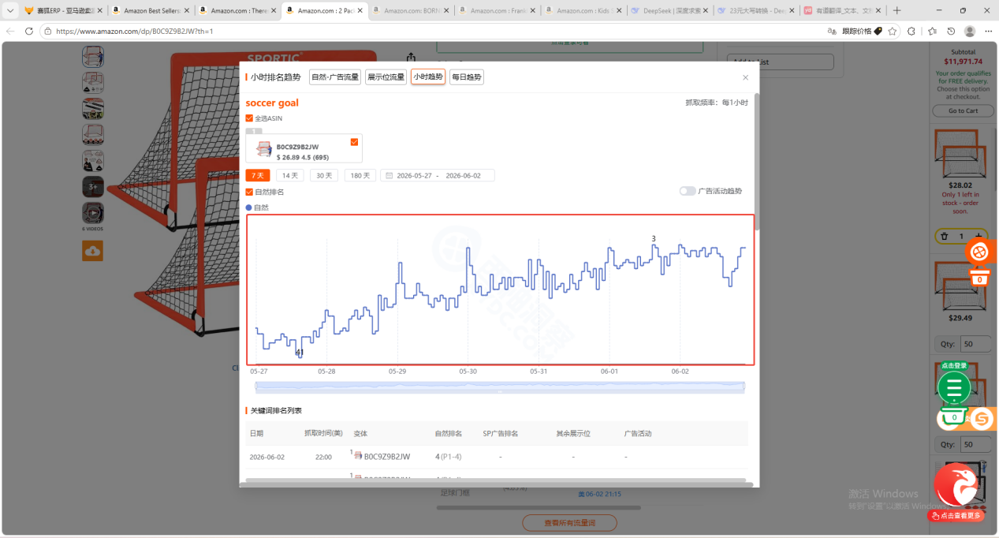 赛狐ERP - 亚马逊卖
Amazon Best Sellers
Amazon.com : There
Amazon.com : 2 Pac
Amazon.com: BORN
Amazon.com : Frank
Amazon.com : Kids S
DeepSeek | 深度求索
23元大写转换 - Dee
有道翻译_文本、文
https://www.amazon.com/dp/B0C9Z9B2JW?th=1
跟踪价格
SPORTIC
3+
6 VIDEOS
Add to List
小时排名趋势
自然-广告流量
展示位流量
小时趋势
每日趋势
soccer goal
抓取频率：每1小时
全选ASIN
1
B0C9Z9B2JW
$ 26.89 4.5 (695)
7 天
14 天
30 天
180 天
2026-05-27 - 2026-06-02
自然排名
广告活动趋势
自然
3
41
05-27
05-28
05-29
05-30
05-31
06-01
06-02
关键词排名列表
日期
抓取时间(美)
变体
自然排名
SP广告排名
其余展示位
广告活动
2026-06-02
22:00
1
B0C9Z9B2JW
4 (P1-4)
-
-
-
1
足球门框
06-02 21:15
查看所有流量词
Subtotal
$11,971.74
Your order qualifies
for FREE delivery.
Choose this option
at checkout.
Go to Cart
$28.02
Only 1 left in
stock - order
soon.
1
0
$29.49
Qty: 50
点击登录
0
Qty: 50
激活 Windows
转到"设置"以激活 Windows
点击查看更多